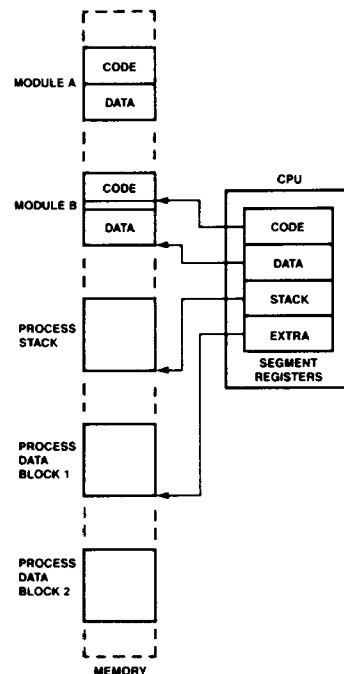 MODULE A
CODE
DATA
MODULE B
CODE
DATA
PROCESS
STACK
PROCESS
DATA
BLOCK 1
PROCESS
DATA
BLOCK 2
MEMORY
CPU
CODE
DATA
STACK
EXTRA
SEGMENT
REGISTERS